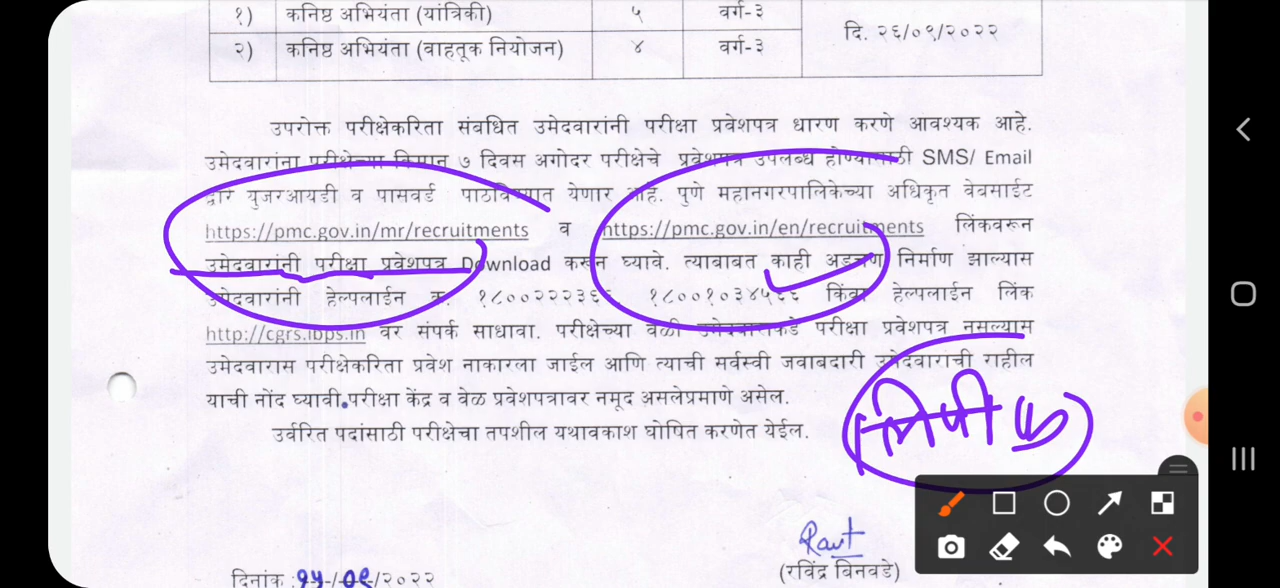 १) कनिष्ठ अभियंता (यांत्रिकी) ५ वर्ग-३
२) कनिष्ठ अभियंता (वाहतूक नियोजन) ४ वर्ग-३ दि. २६/०९/२०२२
उपरोक्त परीक्षेकरिता संबधित उमेदवारांनी परीक्षा प्रवेशपत्र धारण करणे आवश्यक आहे.
उमेदवारांना परीक्षेच्या किमान ७ दिवस अगोदर परीक्षेचे प्रवेशपत्र उपलब्ध होण्यासाठी SMS/ Email
द्वारे युजरआयडी व पासवर्ड पाठविण्यात येणार आहे. पुणे महानगरपालिकेच्या अधिकृत वेबसाईट
https://pmc.gov.in/mr/recruitments व https://pmc.gov.in/en/recruitments लिंकवरून
उमेदवारांनी परीक्षा प्रवेशपत्र Download करून घ्यावे. त्याबाबत काही अडचण निर्माण झाल्यास
उमेदवारांनी हेल्पलाईन क्र. १८००२२२३६६, १८००१०३४५६६ किंवा हेल्पलाईन लिंक
http://cgrs.ibps.in वर संपर्क साधावा. परीक्षेच्या वेळी उमेदवाराकडे परीक्षा प्रवेशपत्र नसल्यास
उमेदवारास परीक्षेकरिता प्रवेश नाकारला जाईल आणि त्याची सर्वस्वी जवाबदारी उमेदवारांची राहील
याची नोंद घ्यावी.परीक्षा केंद्र व वेळ प्रवेशपत्रावर नमूद असलेप्रमाणे असेल.
उर्वरित पदांसाठी परीक्षेचा तपशील यथावकाश घोषित करणेत येईल.
Raut
(रविंद्र बिनवडे)
दिनांक :१५/०९/२०२२